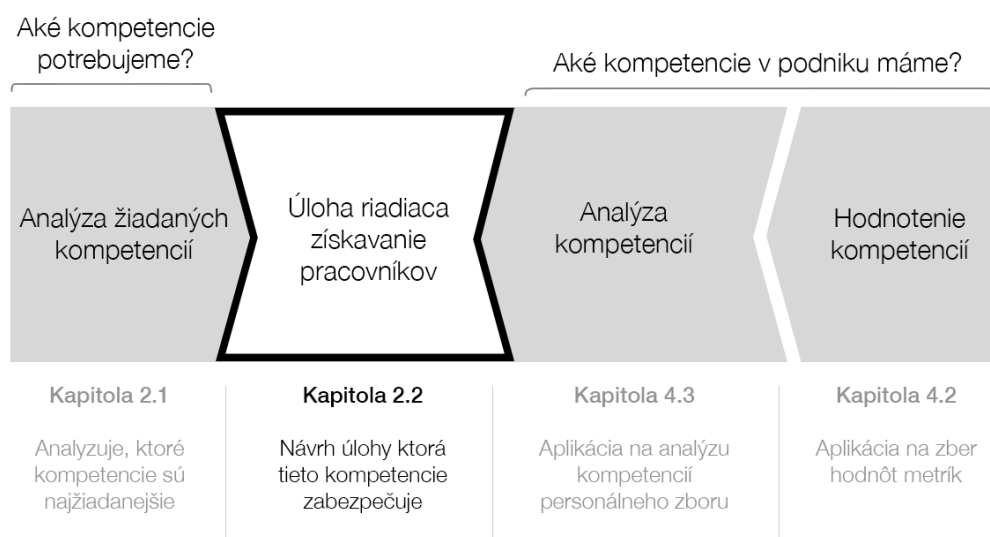 Aké kompetencie
potrebujeme?
Aké kompetencie v podniku máme?
Analýza žiadaných
kompetencií
Úloha riadiaca
získavanie
pracovníkov
Analýza
kompetencií
Hodnotenie
kompetencií
Kapitola 2.1
Analyzuje, ktoré
kompetencie sú
najžiadanejšie
Kapitola 2.2
Návrh úlohy ktorá
tieto kompetencie
zabezpečuje
Kapitola 4.3
Aplikácia na analýzu
kompetencií
personálneho zboru
Kapitola 4.2
Aplikácia na zber
hodnôt metrík